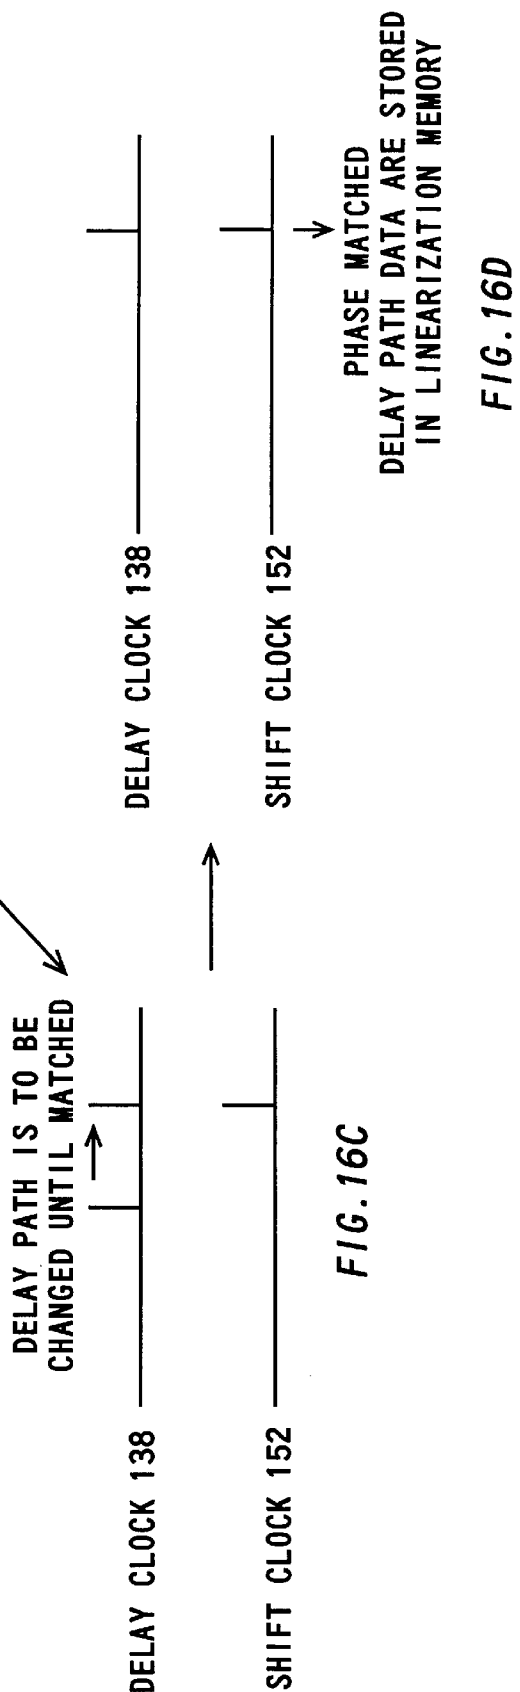 DELAY PATH IS TO BE
CHANGED UNTIL MATCHED
DELAY CLOCK 138
SHIFT CLOCK 152
FIG.16C
DELAY CLOCK 138
SHIFT CLOCK 152
PHASE MATCHED
DELAY PATH DATA ARE STORED
IN LINEARIZATION MEMORY
FIG.16D